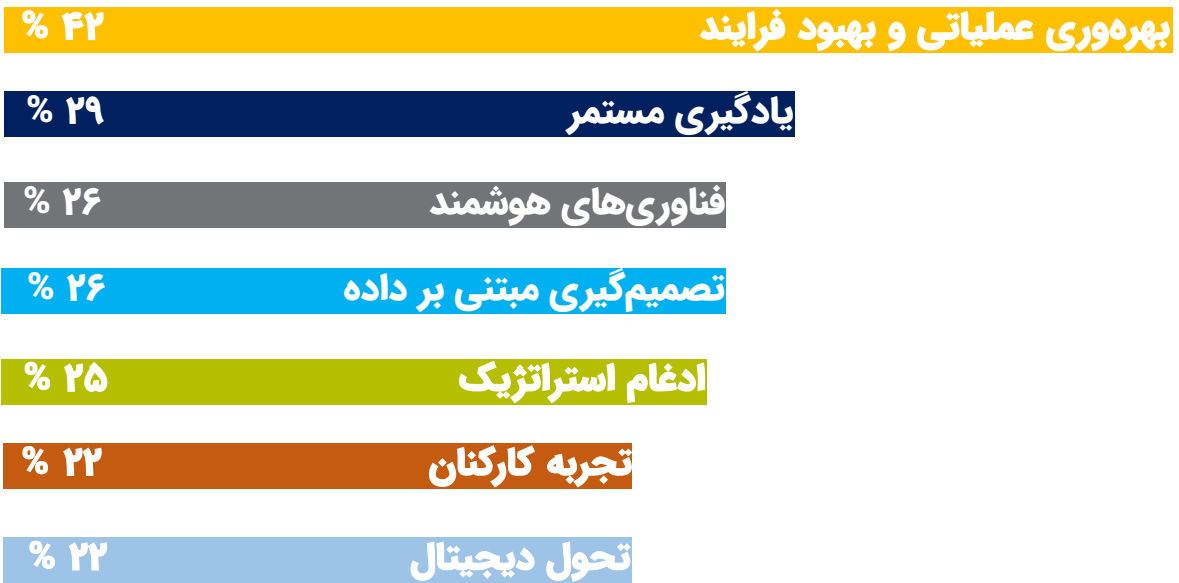 بهره‌وری عملیاتی و بهبود فرایند ۴۲ %
یادگیری مستمر ۲۹ %
فناوری‌های هوشمند ۲۶ %
تصمیم‌گیری مبتنی بر داده ۲۶ %
ادغام استراتژیک ۲۵ %
تجربه کارکنان ۲۲ %
تحول دیجیتال ۲۲ %